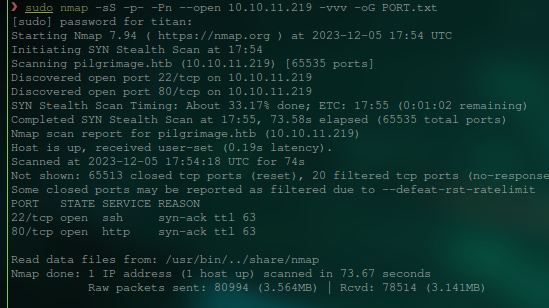 ❯ sudo nmap -sS -p- -Pn --open 10.10.11.219 -vvv -oG PORT.txt
[sudo] password for titan:
Starting Nmap 7.94 ( https://nmap.org ) at 2023-12-05 17:54 UTC
Initiating SYN Stealth Scan at 17:54
Scanning pilgrimage.htb (10.10.11.219) [65535 ports]
Discovered open port 22/tcp on 10.10.11.219
Discovered open port 80/tcp on 10.10.11.219
SYN Stealth Scan Timing: About 33.17% done; ETC: 17:55 (0:01:02 remaining)
Completed SYN Stealth Scan at 17:55, 73.58s elapsed (65535 total ports)
Nmap scan report for pilgrimage.htb (10.10.11.219)
Host is up, received user-set (0.19s latency).
Scanned at 2023-12-05 17:54:18 UTC for 74s
Not shown: 65513 closed tcp ports (reset), 20 filtered tcp ports (no-response
Some closed ports may be reported as filtered due to --defeat-rst-ratelimit
PORT   STATE SERVICE REASON
22/tcp open  ssh     syn-ack ttl 63
80/tcp open  http    syn-ack ttl 63
Read data files from: /usr/bin/../share/nmap
Nmap done: 1 IP address (1 host up) scanned in 73.67 seconds
Raw packets sent: 80994 (3.564MB) | Rcvd: 78514 (3.141MB)